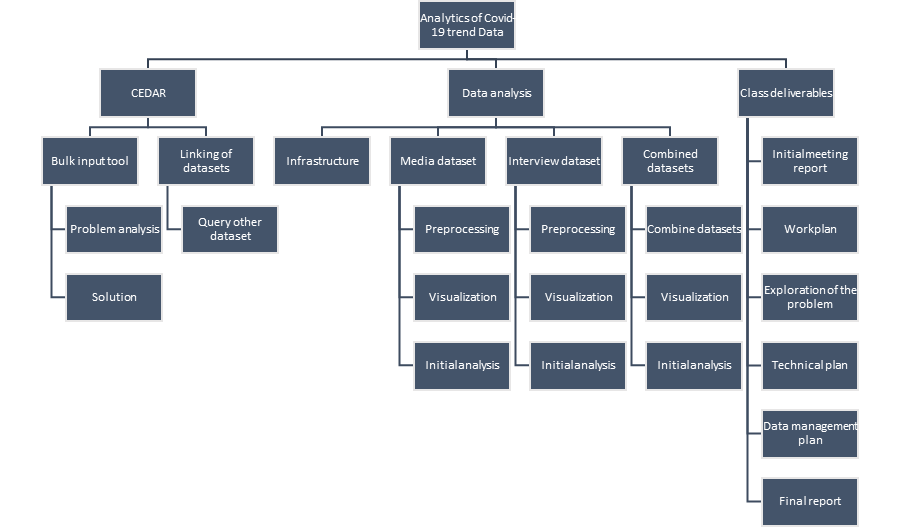 Analytics of Covid-
19 trend Data
CEDAR
Data analysis
Class deliverables
Bulk input tool
Linking of
datasets
Infrastructure
Media dataset
Interview dataset
Combined
datasets
Initial meeting
report
Problem analysis
Query other
dataset
Preprocessing
Preprocessing
Combine datasets
Workplan
Solution
Visualization
Visualization
Visualization
Exploration of the
problem
Initial analysis
Initial analysis
Initial analysis
Technical plan
Data management
plan
Final report